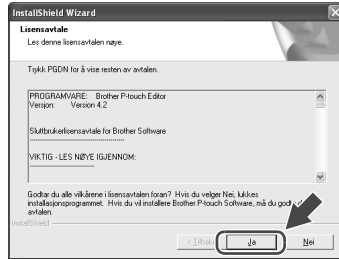 InstallShield Wizard
Lisensavtale
Les denne lisensavtalen nøye.
Trykk PGDN for å vise resten av avtalen.
PROGRAMVARE: Brother P-touch Editor
Versjon: Version 4.2
Sluttbrukerlisensavtale for Brother Software
VIKTIG - LES NØYE IGJENNOM:
Godtar du alle vilkårene i lisensavtalen foran? Hvis du velger Nei, lukkes
installasjonsprogrammet. Hvis du vil installere Brother P-touch Software, må du
avtalen.
InstallShield
Ja
Nei